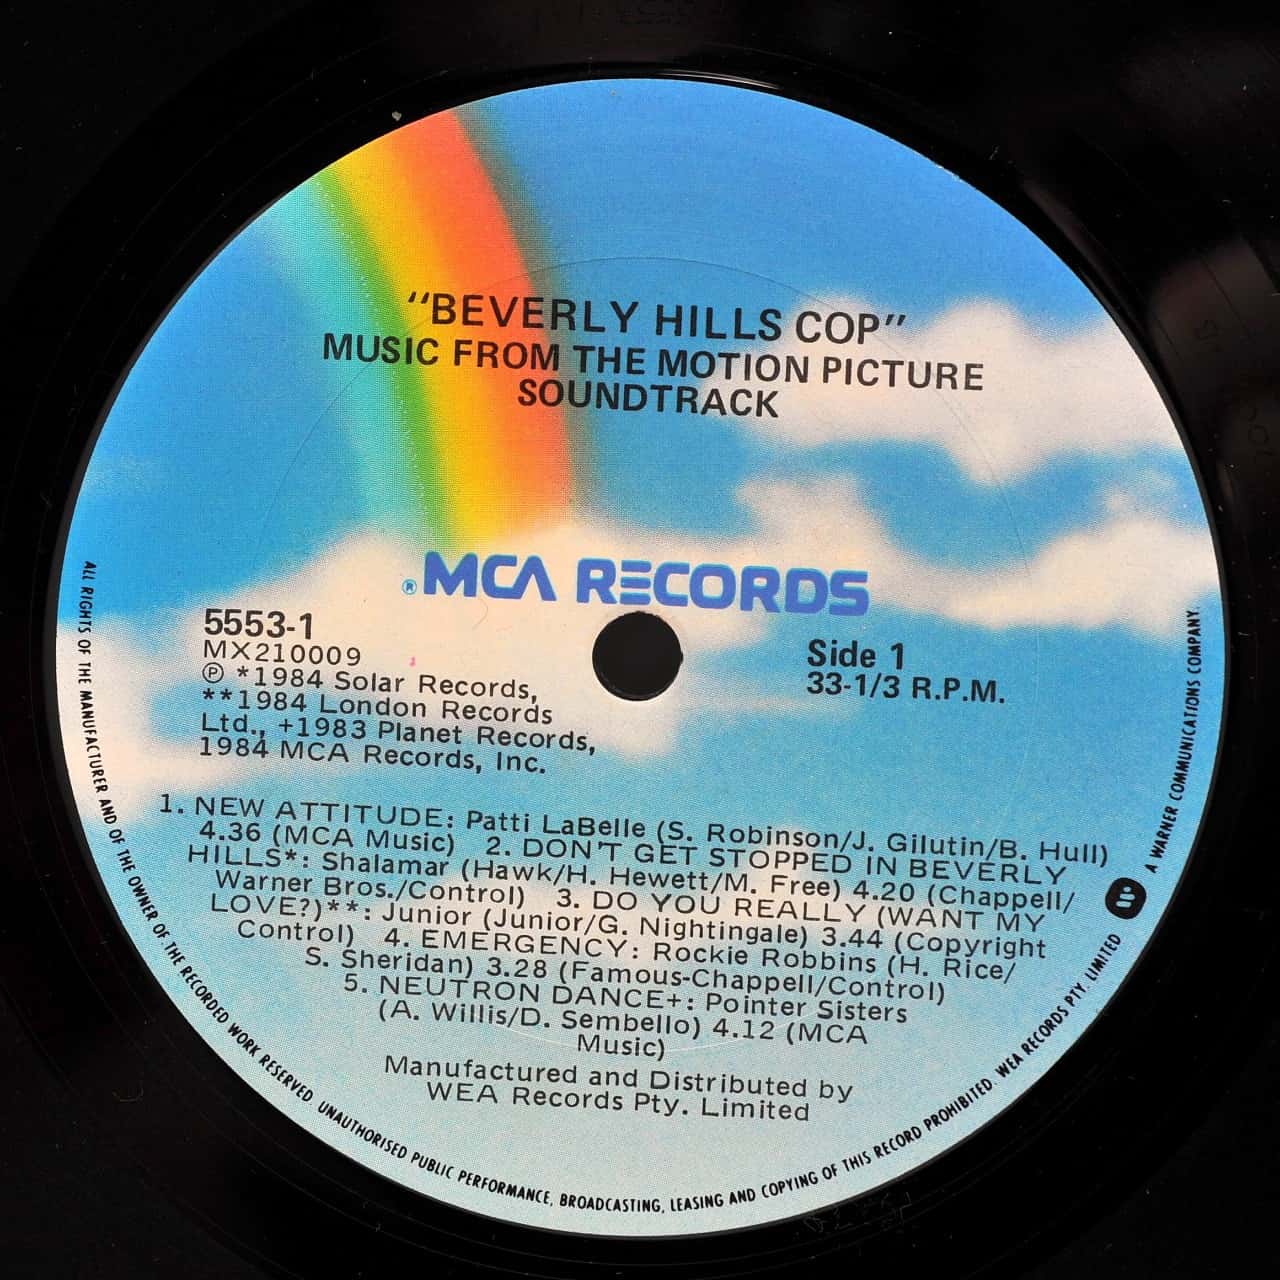 "BEVERLY HILLS COP"
MUSIC FROM THE MOTION PICTURE
SOUNDTRACK
® MCA RECORDS
5553-1
MX210009
Ⓟ *1984 Solar Records,
**1984 London Records
Ltd., +1983 Planet Records,
1984 MCA Records, Inc.
Side 1
33-1/3 R.P.M.
1. NEW ATTITUDE: Patti LaBelle (S. Robinson/J. Gilutin/B. Hull)
4.36 (MCA Music) 2. DON'T GET STOPPED IN BEVERLY
HILLS*: Shalamar (Hawk/H. Hewett/M. Free) 4.20 (Chappell/
Warner Bros./Control) 3. DO YOU REALLY (WANT MY
LOVE?)**: Junior (Junior/G. Nightingale) 3.44 (Copyright
Control) 4. EMERGENCY: Rockie Robbins (H. Rice/
S. Sheridan) 3.28 (Famous-Chappell/Control)
5. NEUTRON DANCE+: Pointer Sisters
(A. Willis/D. Sembello) 4.12 (MCA
Music)
Manufactured and Distributed by
WEA Records Pty. Limited
ALL RIGHTS OF THE MANUFACTURER AND OF THE OWNER OF THE RECORDED WORK RESERVED. UNAUTHORISED PUBLIC PERFORMANCE, BROADCASTING, LEASING AND COPYING OF THIS RECORD PROHIBITED. WEA RECORDS PTY. LIMITED A WARNER COMMUNICATIONS COMPANY.